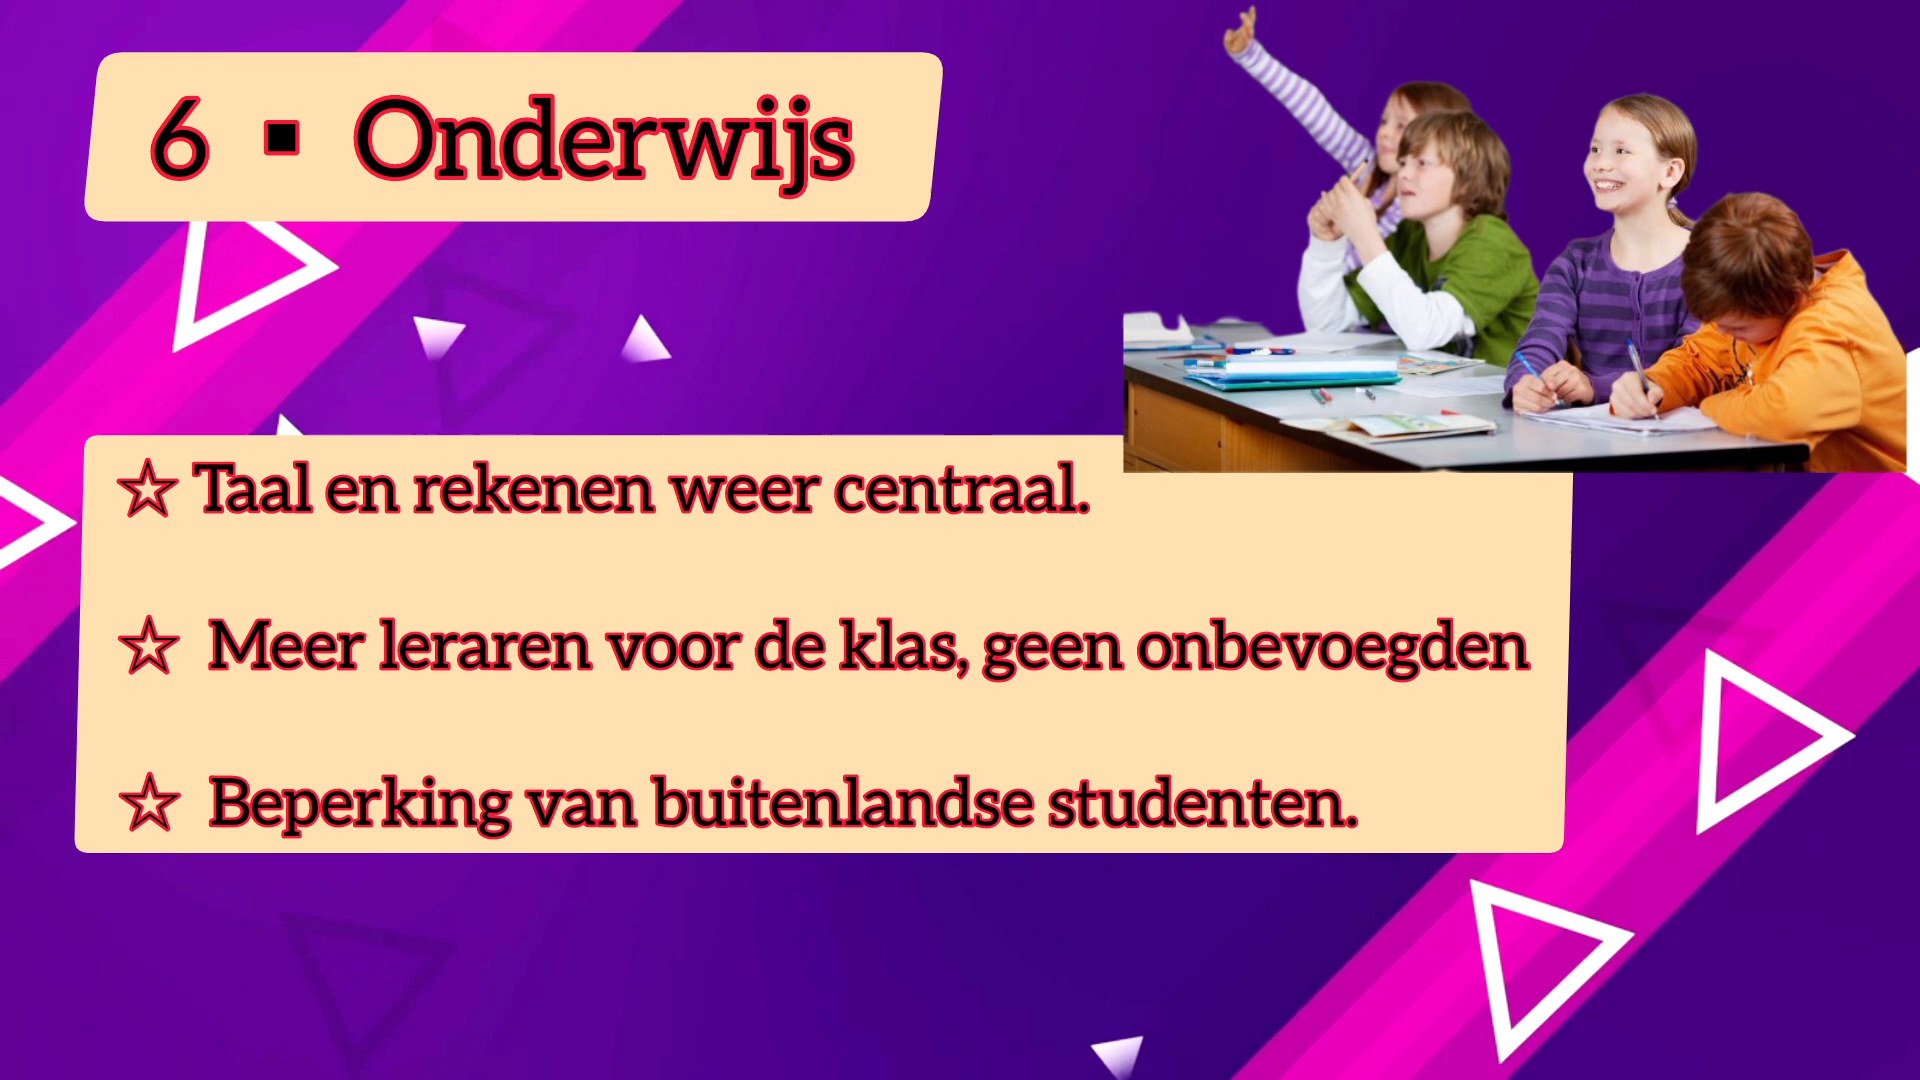 6 ▪ Onderwijs
☆ Taal en rekenen weer centraal.
☆ Meer leraren voor de klas, geen onbevoegden
☆ Beperking van buitenlandse studenten.